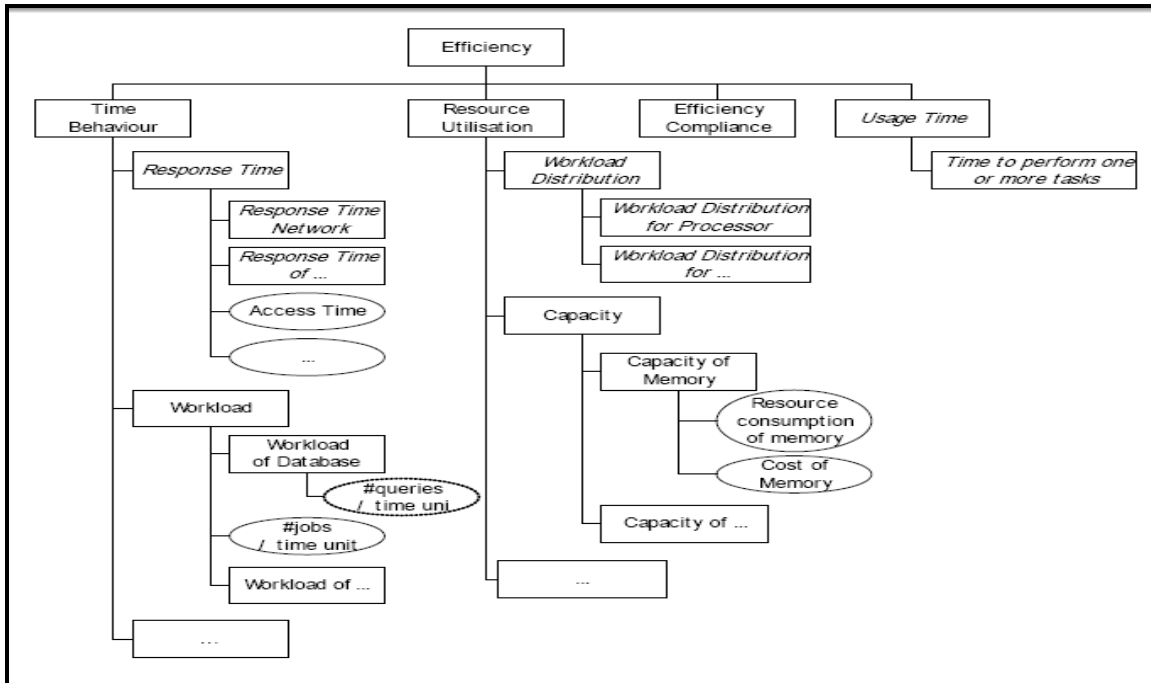 Efficiency
Time
Behaviour
Resource
Utilisation
Efficiency
Compliance
Usage Time
Response Time
Response Time
Network
Response Time
of ...
Access Time
...
Workload
Workload
of Database
#queries
/ time uni
#jobs
/ time unit
Workload of ...
...
Workload
Distribution
Workload Distribution
for Processor
Workload Distribution
for ...
Capacity
Capacity of
Memory
Resource
consumption
of memory
Cost of
Memory
Capacity of ...
...
Time to perform one
or more tasks